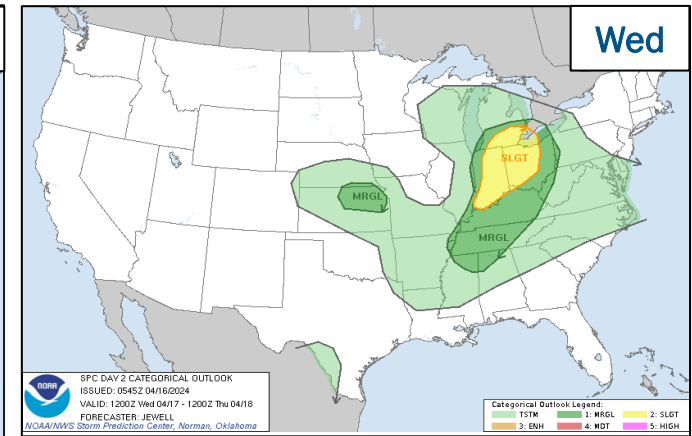 Wed
SLGT
MRGL
MRGL
NOAA
SPC DAY 2 CATEGORICAL OUTLOOK
ISSUED: 0545Z 04/16/2024
VALID: 1200Z Wed 04/17 - 1200Z Thu 04/18
FORECASTER: JEWELL
NOAA/NWS Storm Prediction Center, Norman, Oklahoma
Categorical Outlook Legend:
TSTM 1: MRGL 2: SLGT
3: ENH 4: MDT 5: HIGH